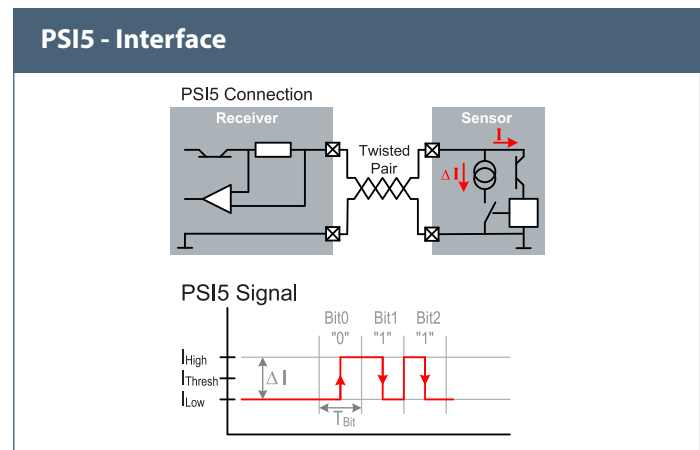 PSI5 - Interface
PSI5 Connection
Receiver
Sensor
Twisted
Pair
I
ΔI
PSI5 Signal
Bit0 Bit1 Bit2
"0" "1" "1"
IHigh
IThresh
ILow
ΔI
TBit